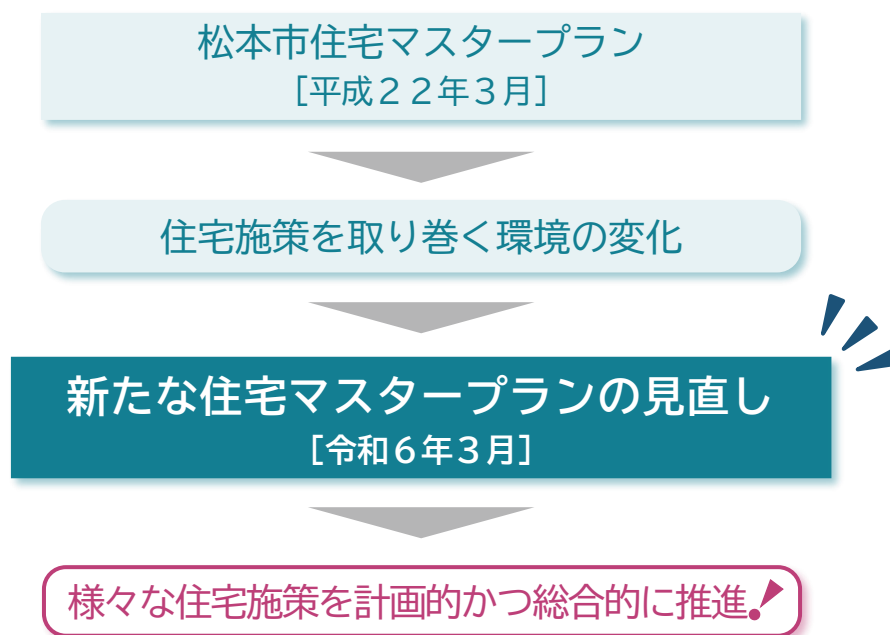 松本市住宅マスタープラン
[平成２２年３月]
住宅施策を取り巻く環境の変化
新たな住宅マスタープランの見直し
[令和６年３月]
様々な住宅施策を計画的かつ総合的に推進!